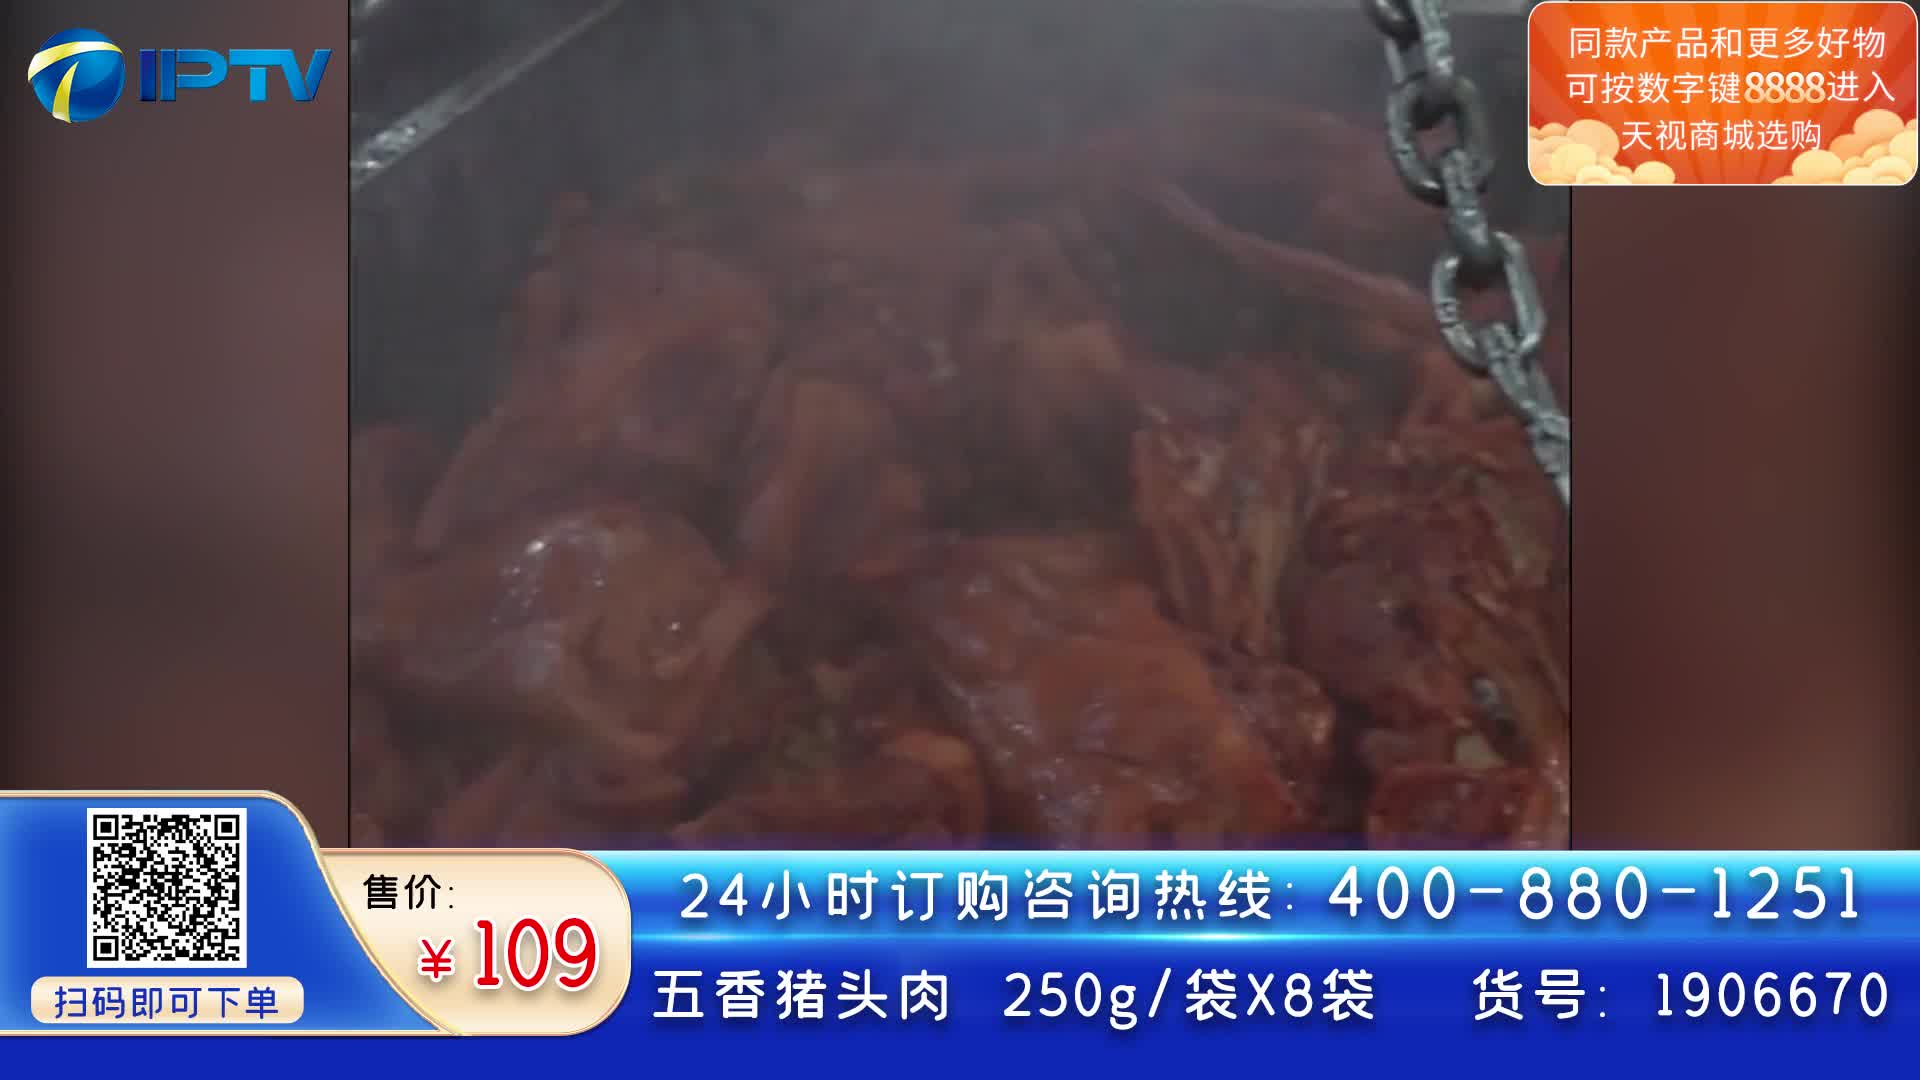 IPTV
同款产品和更多好物
可按数字键8888进入
天视商城选购
售价:
¥109
扫码即可下单
24小时订购咨询热线: 400-880-1251
五香猪头肉 250g/袋X8袋 货号: 1906670